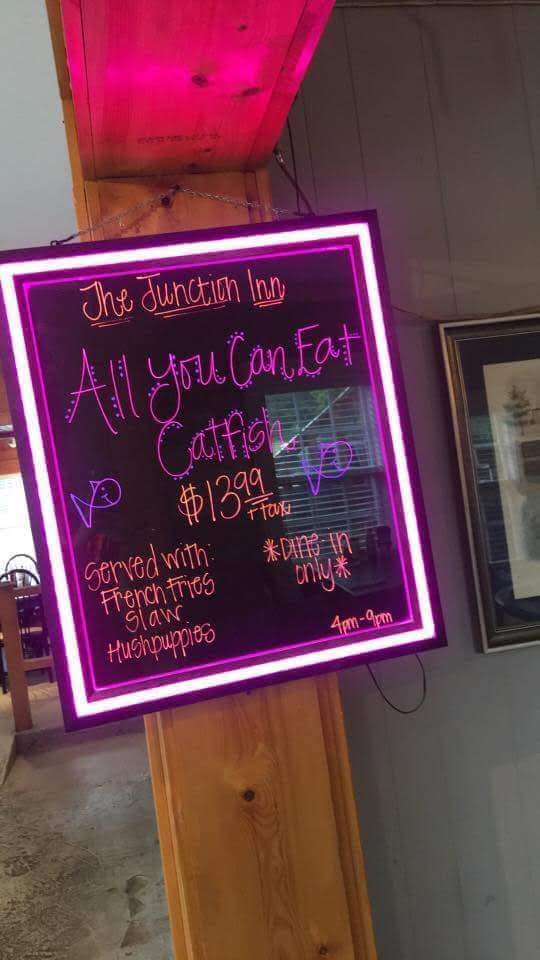 The Junction Inn
All You Can Eat
Catfish
$13.99
+tax
Served with:
French Fries
Slaw
Hushpuppies
*Dine in
only*
4pm-9pm